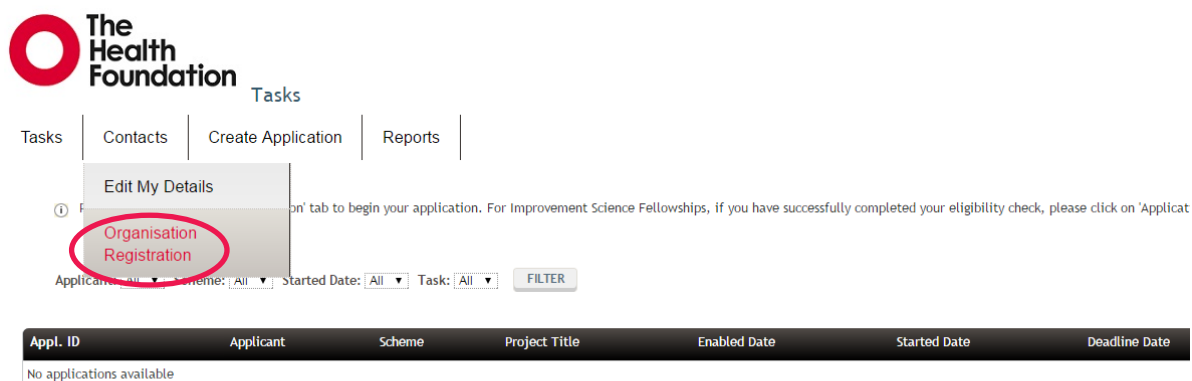 The
Health
Foundation
Tasks
Tasks Contacts Create Application Reports
Edit My Details
on' tab to begin your application. For Improvement Science Fellowships, if you have successfully completed your eligibility check, please click on 'Applicat
Organisation
Registration
All Started Date: All Task: All FILTER
Appl. ID Applicant Scheme Project Title Enabled Date Started Date Deadline Date
No applications available